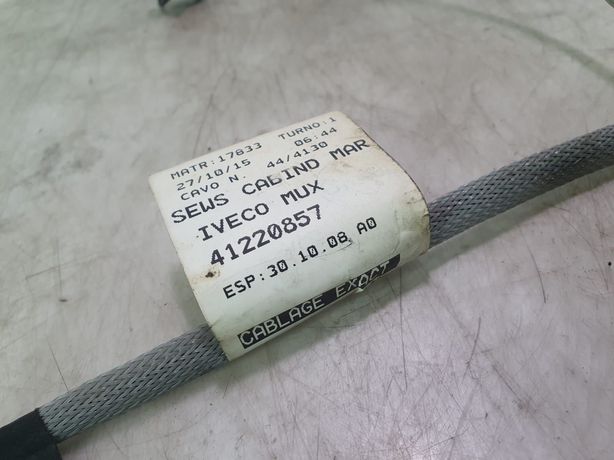 MATR:17833 TURNO:1
27/10/15 06:44
CAVO N. 44/4130
SEWS CABIND MAR
IVECO MUX
41220857
ESP:30.10.08 A0
CABLAGE EXACT